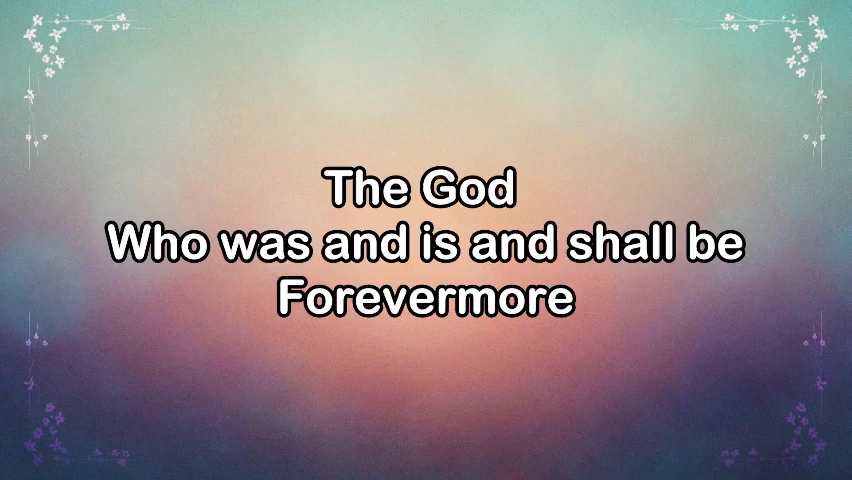 The God
Who was and is and shall be
Forevermore